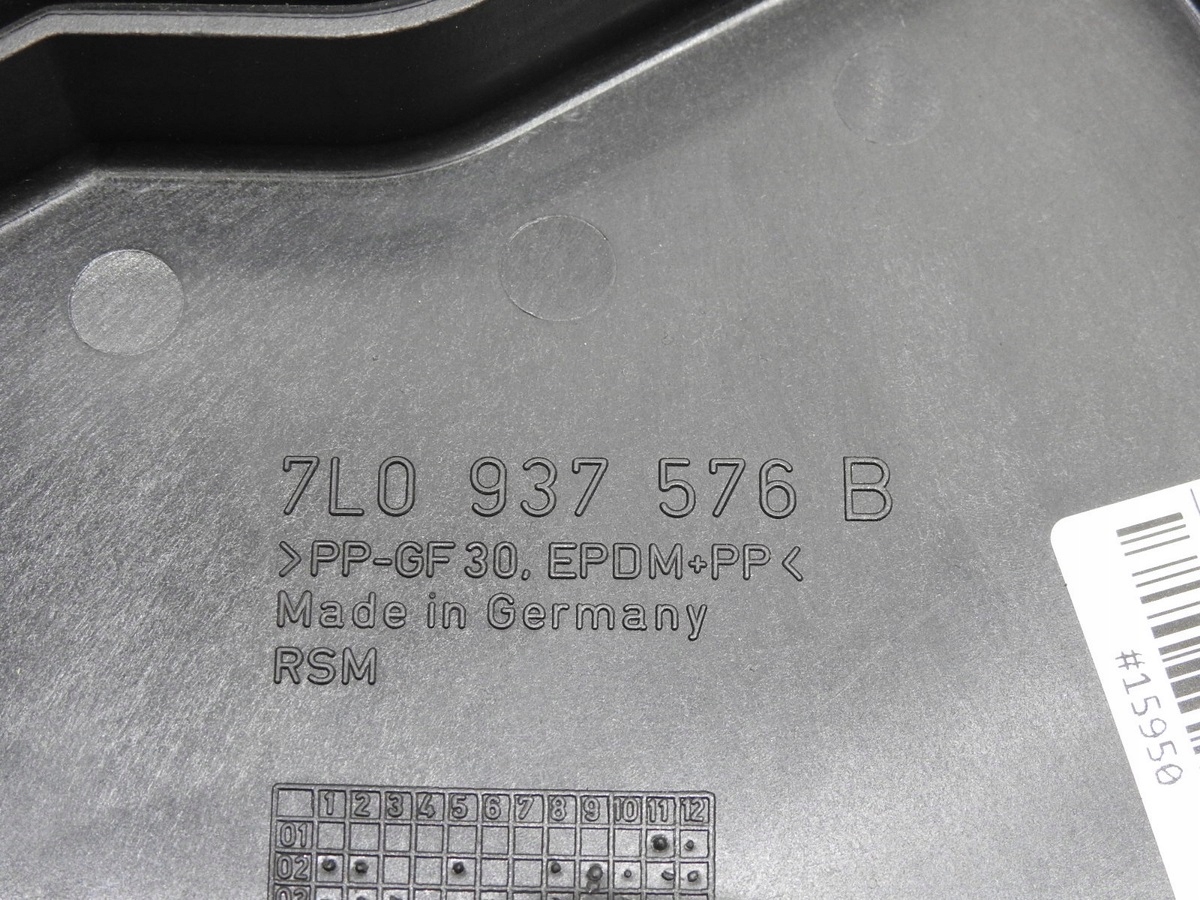 7L0 937 576 B
>PP-GF30, EPDM+PP<
Made in Germany
RSM
#15950
1 2 3 4 5 6 7 8 9 10 11 12
01
02